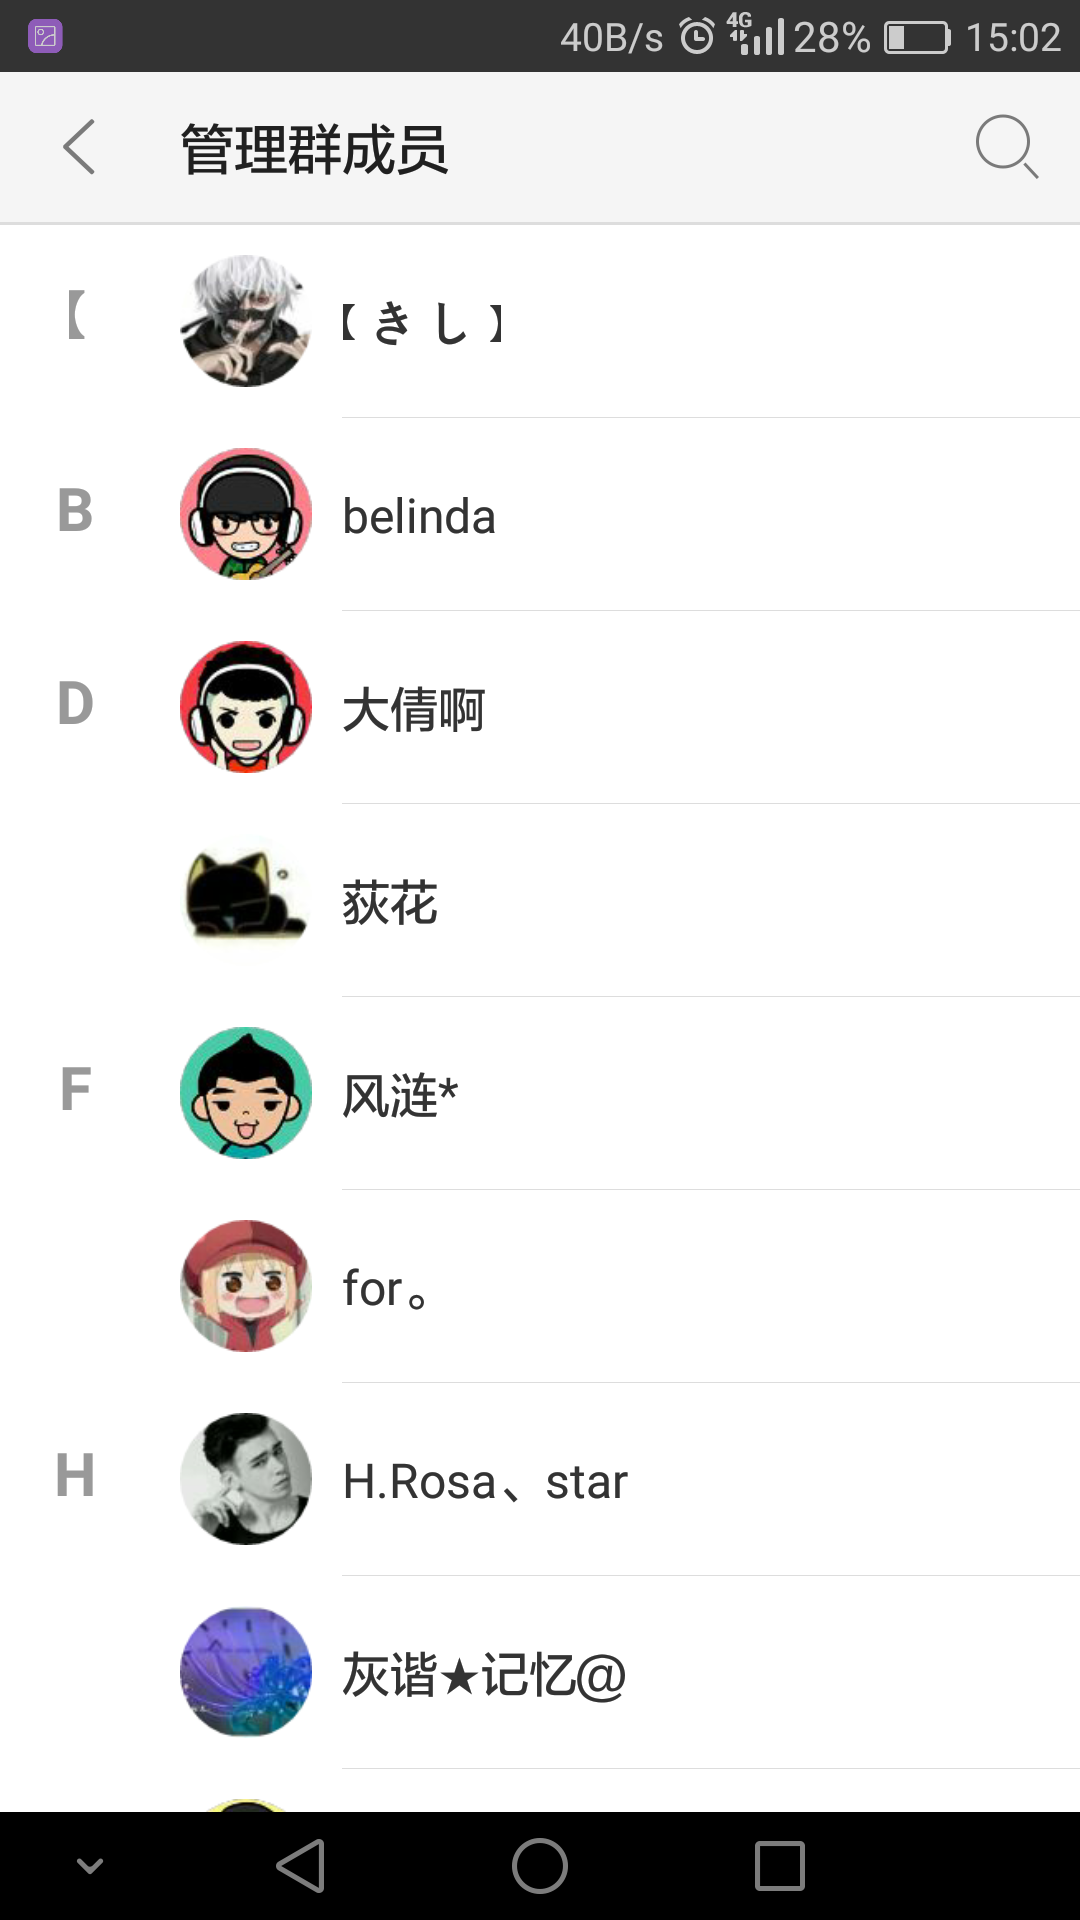 40B/s 4G 28% 15:02
管理群成员
【
【 き し 】
B
belinda
D
大倩啊
荻花
F
风涟*
for。
H
H.Rosa、star
灰谐★记忆@